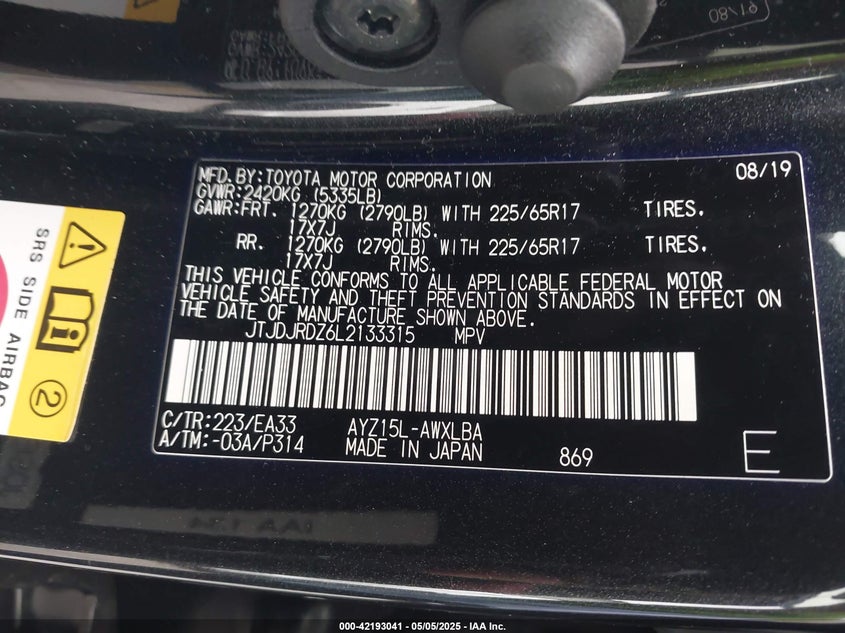 MFD.BY:TOYOTA MOTOR CORPORATION 08/19
GVWR:2420KG (5335LB)
GAWR:FRT. 1270KG (2790LB) WITH 225/65R17 TIRES.
17X7J RIMS.
RR. 1270KG (2790LB) WITH 225/65R17 TIRES.
17X7J RIMS.
THIS VEHICLE CONFORMS TO ALL APPLICABLE FEDERAL MOTOR
VEHICLE SAFETY AND THEFT PREVENTION STANDARDS IN EFFECT ON
THE DATE OF MANUFACTURE SHOWN ABOVE.
JTJDJRDZ6L2133315 MPV
C/TR:223/EA33 AYZ15L-AWXLBA
A/TM:-03A/P314 MADE IN JAPAN 869 E
SRS SIDE AIRBAG
2
000-42193041 - 05/05/2025 - IAA Inc.